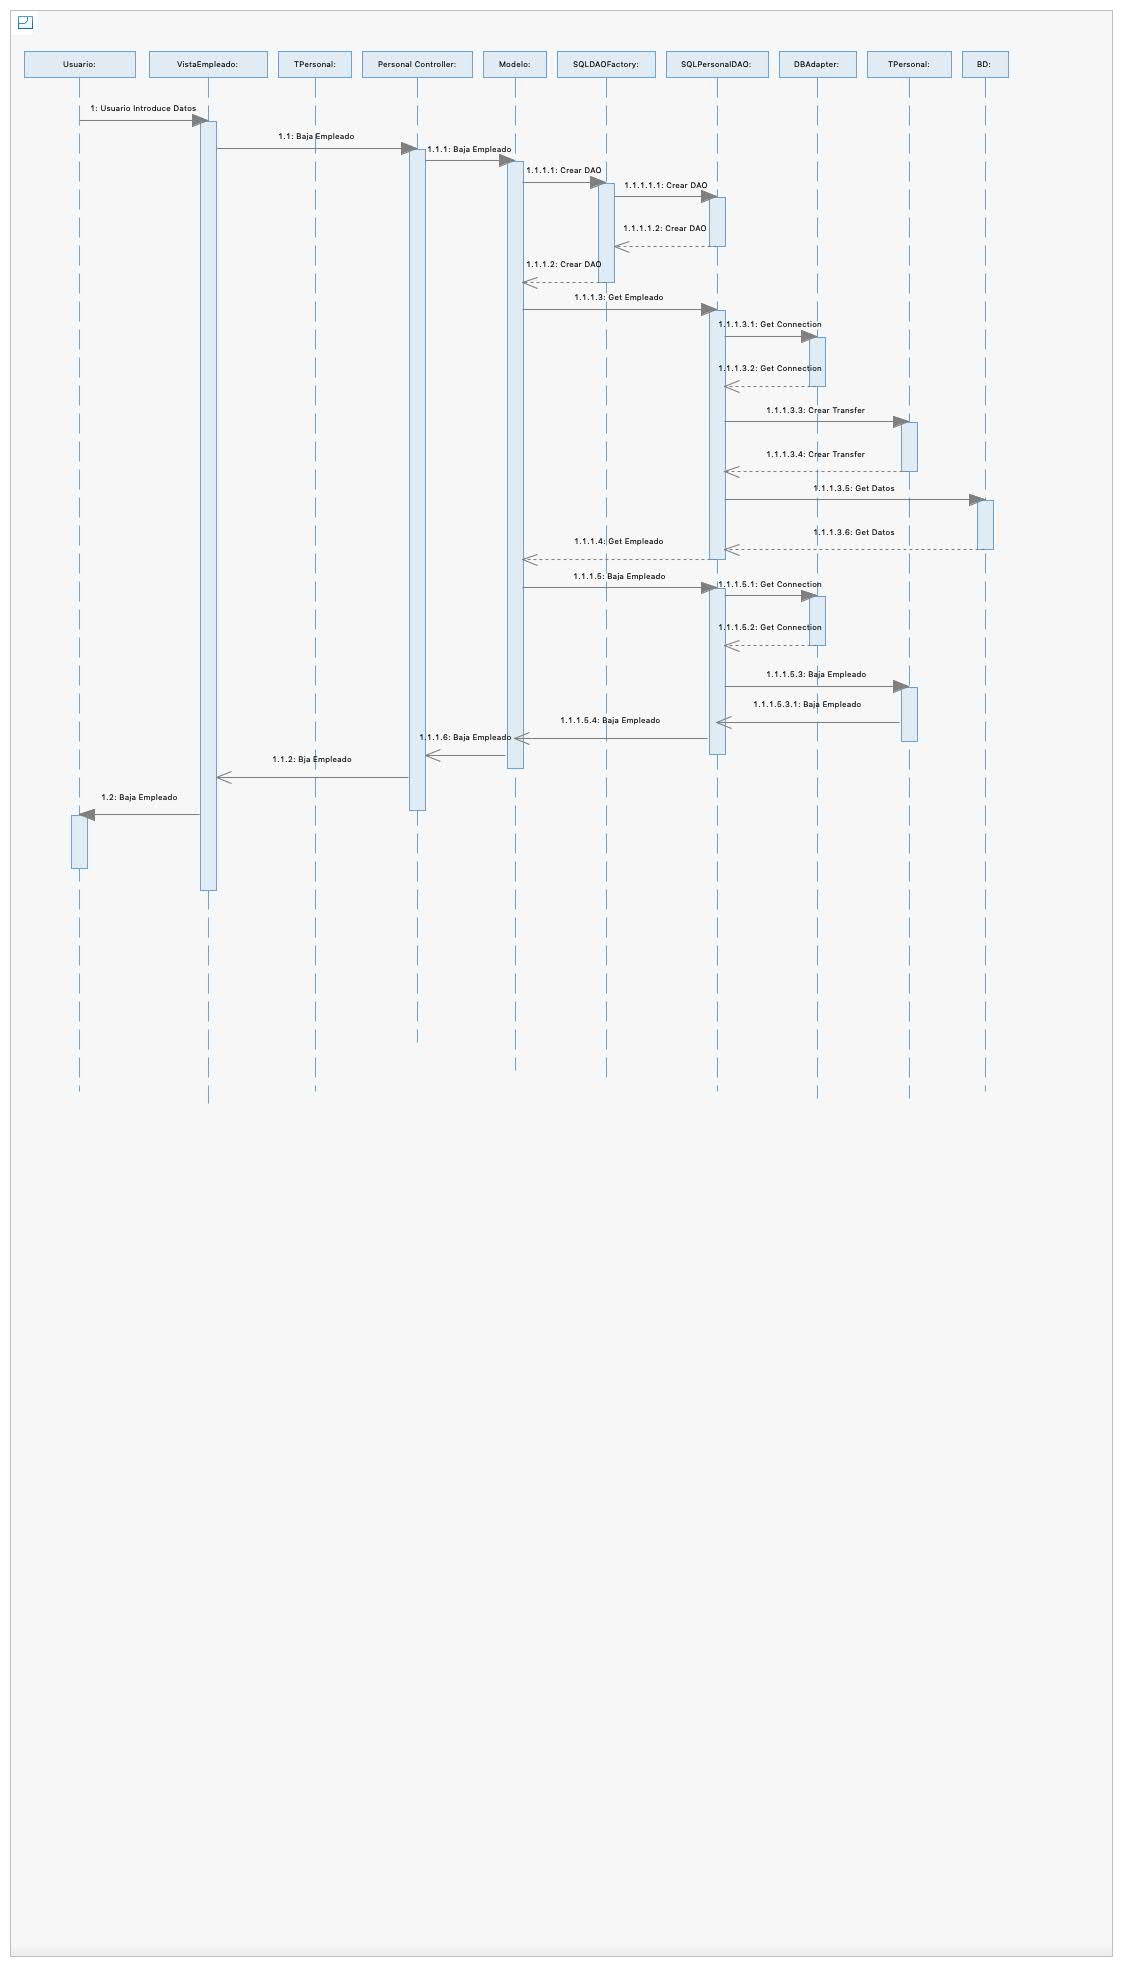 Usuario:
VistaEmpleado:
TPersonal:
Personal Controller:
Modelo:
SQLDAOFactory:
SQLPersonalDAO:
DBAdapter:
TPersonal:
BD:
1: Usuario Introduce Datos
1.1: Baja Empleado
1.1.1: Baja Empleado
1.1.1.1: Crear DAO
1.1.1.1.1: Crear DAO
1.1.1.1.2: Crear DAO
1.1.1.2: Crear DAO
1.1.1.3: Get Empleado
1.1.1.3.1: Get Connection
1.1.1.3.2: Get Connection
1.1.1.3.3: Crear Transfer
1.1.1.3.4: Crear Transfer
1.1.1.3.5: Get Datos
1.1.1.3.6: Get Datos
1.1.1.4: Get Empleado
1.1.1.5: Baja Empleado
1.1.1.5.1: Get Connection
1.1.1.5.2: Get Connection
1.1.1.5.3: Baja Empleado
1.1.1.5.3.1: Baja Empleado
1.1.1.5.4: Baja Empleado
1.1.1.6: Baja Empleado
1.1.2: Bja Empleado
1.2: Baja Empleado